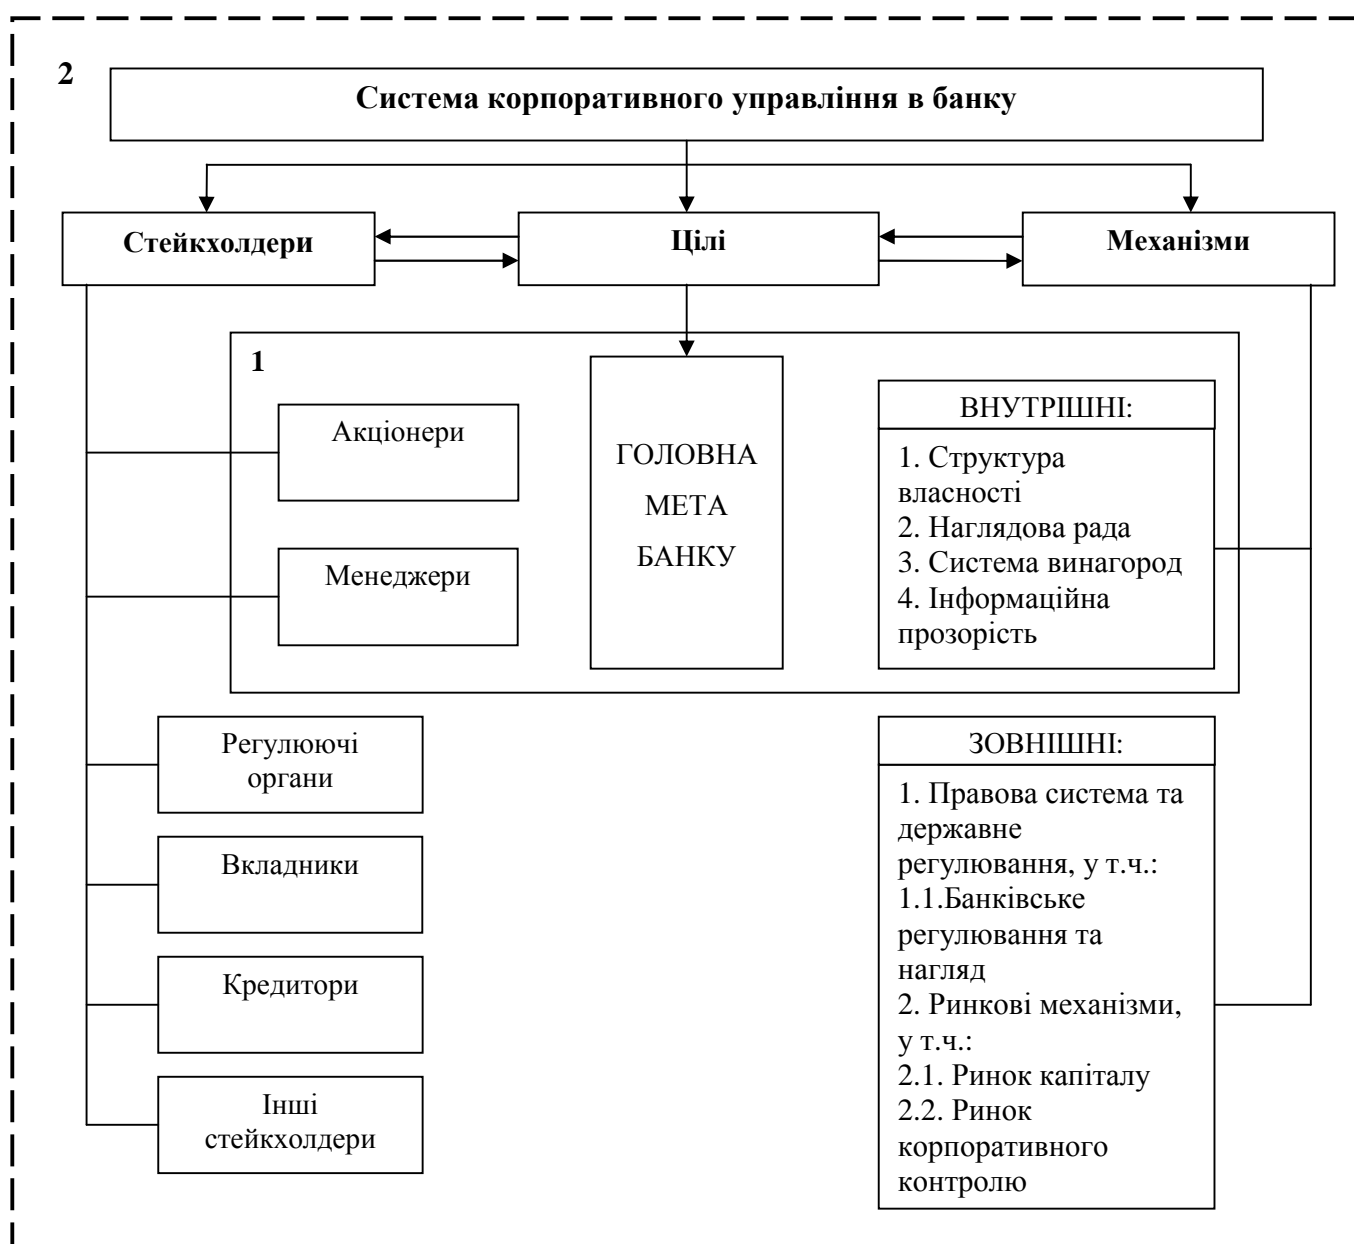 2
Система корпоративного управління в банку
Стейкхолдери
Цілі
Механізми
1
Акціонери
Менеджери
ГОЛОВНА
МЕТА
БАНКУ
ВНУТРІШНІ:
1. Структура
власності
2. Наглядова рада
3. Система винагород
4. Інформаційна
прозорість
Регулюючі
органи
Вкладники
Кредитори
Інші
стейкхолдери
ЗОВНІШНІ:
1. Правова система та
державне
регулювання, у т.ч.:
1.1.Банківське
регулювання та
нагляд
2. Ринкові механізми,
у т.ч.:
2.1. Ринок капіталу
2.2. Ринок
корпоративного
контролю